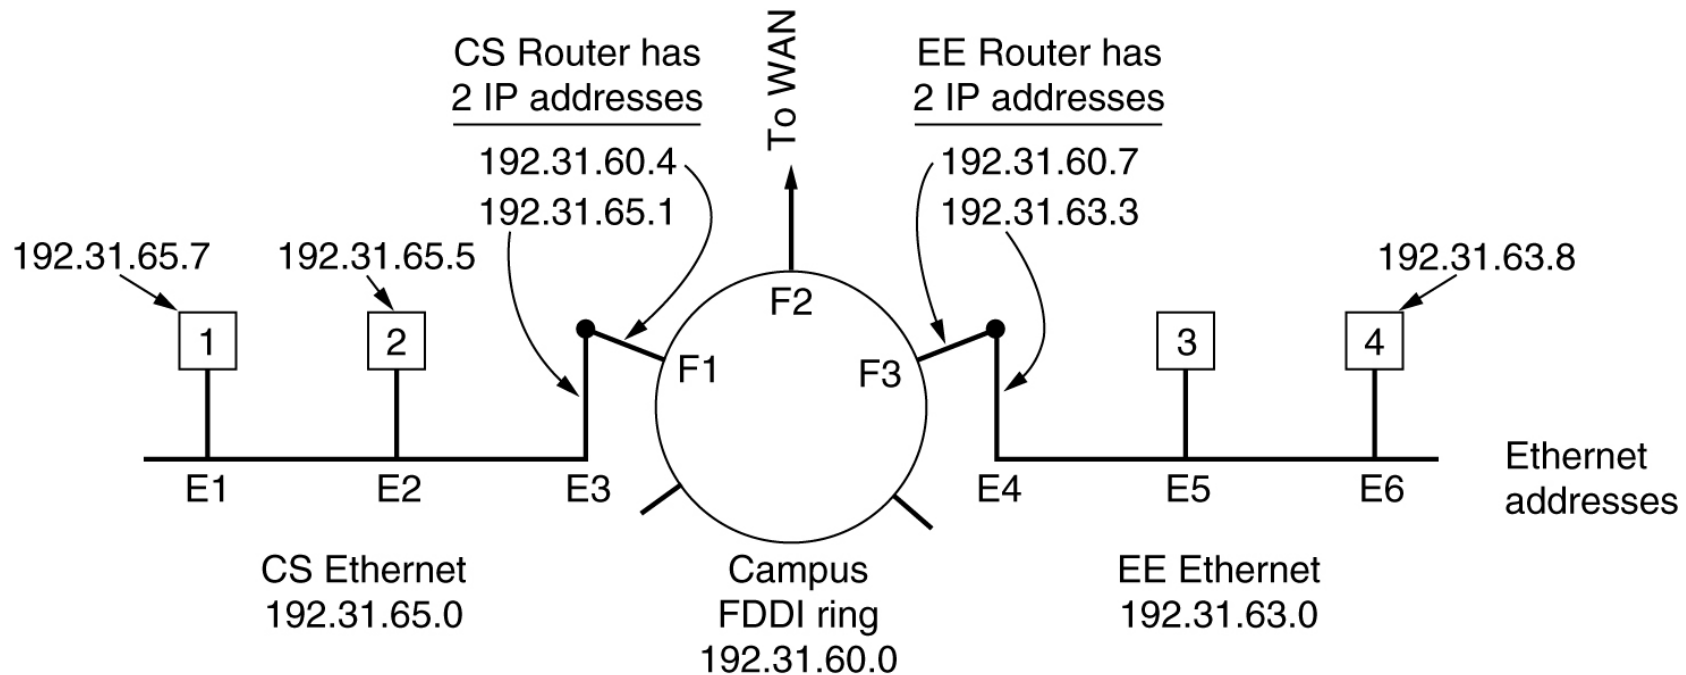 CS Router has
2 IP addresses
192.31.60.4
192.31.65.1
To WAN
EE Router has
2 IP addresses
192.31.60.7
192.31.63.3
192.31.65.7
192.31.65.5
192.31.63.8
1
2
F1
F2
F3
3
4
E1
E2
E3
E4
E5
E6
Ethernet
addresses
CS Ethernet
192.31.65.0
Campus
FDDI ring
192.31.60.0
EE Ethernet
192.31.63.0